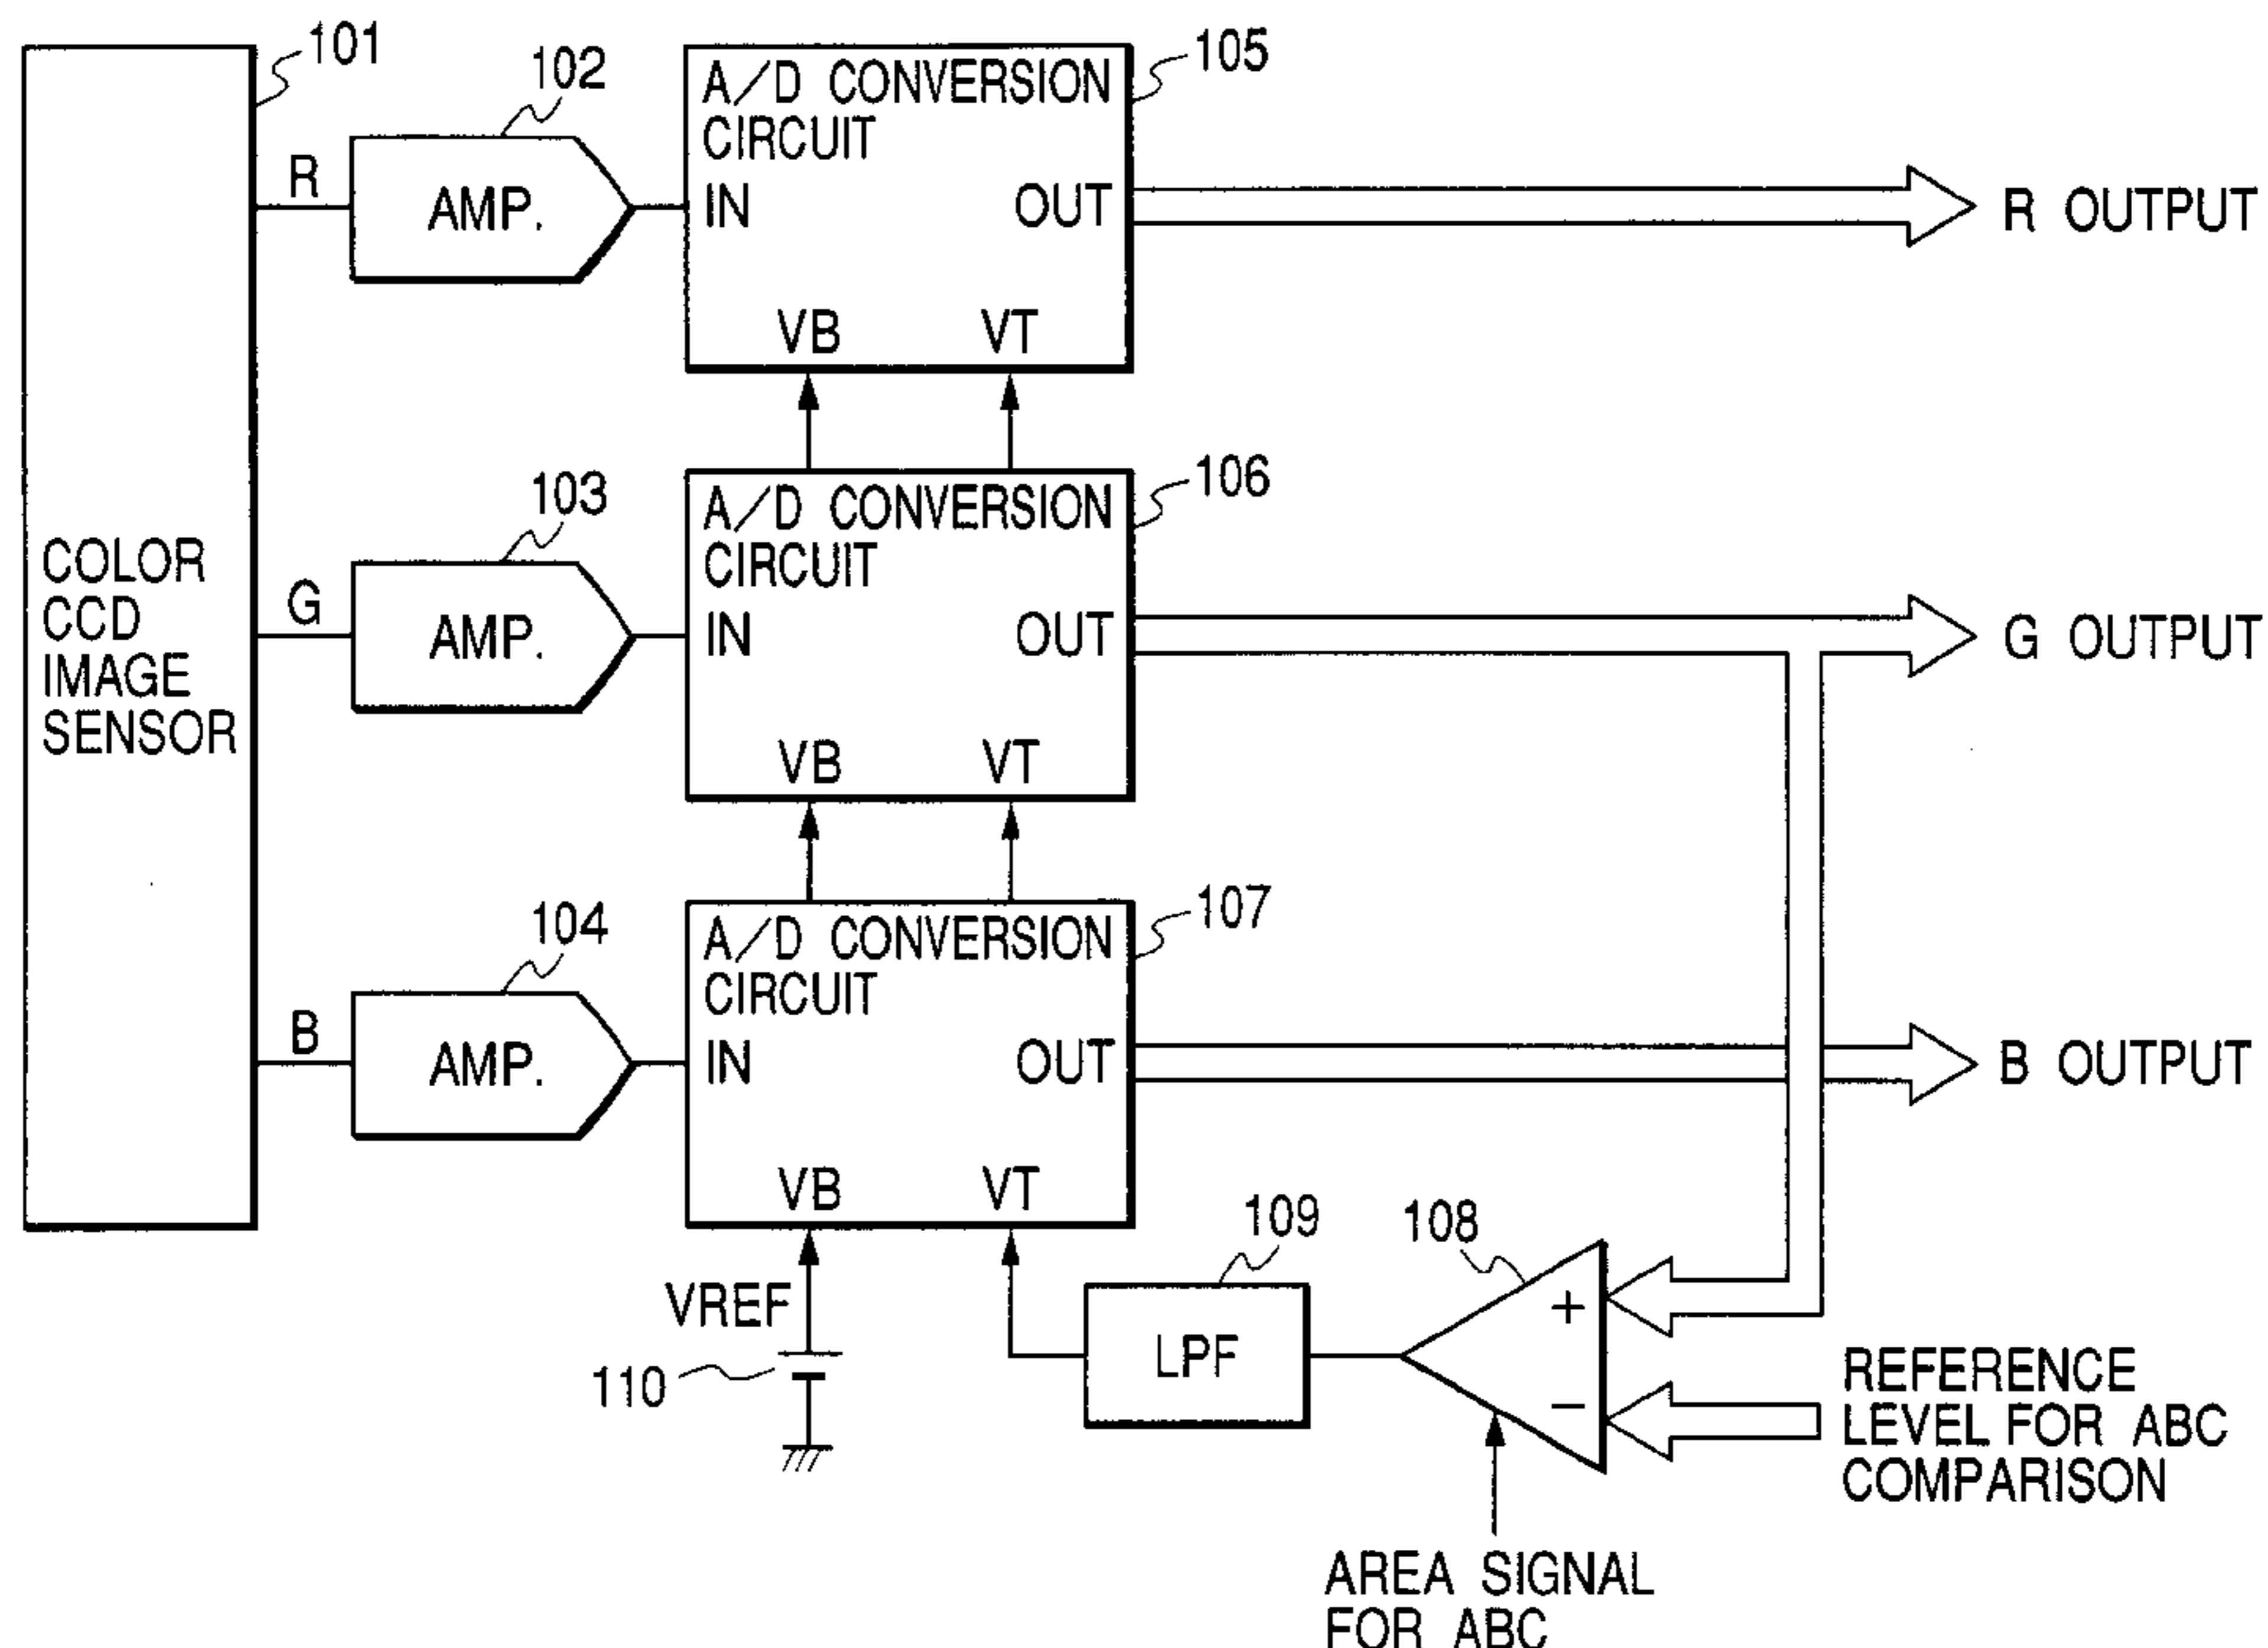 101
102
105
A/D CONVERSION
CIRCUIT
R
AMP.
IN
OUT
R OUTPUT
VB
VT
103
106
A/D CONVERSION
CIRCUIT
COLOR
CCD
IMAGE
SENSOR
G
AMP.
IN
OUT
G OUTPUT
VB
VT
104
107
A/D CONVERSION
CIRCUIT
B
AMP.
IN
OUT
B OUTPUT
VB
VT
109
108
VREF
110
LPF
+
−
REFERENCE
LEVEL FOR ABC
COMPARISON
AREA SIGNAL
FOR ABC